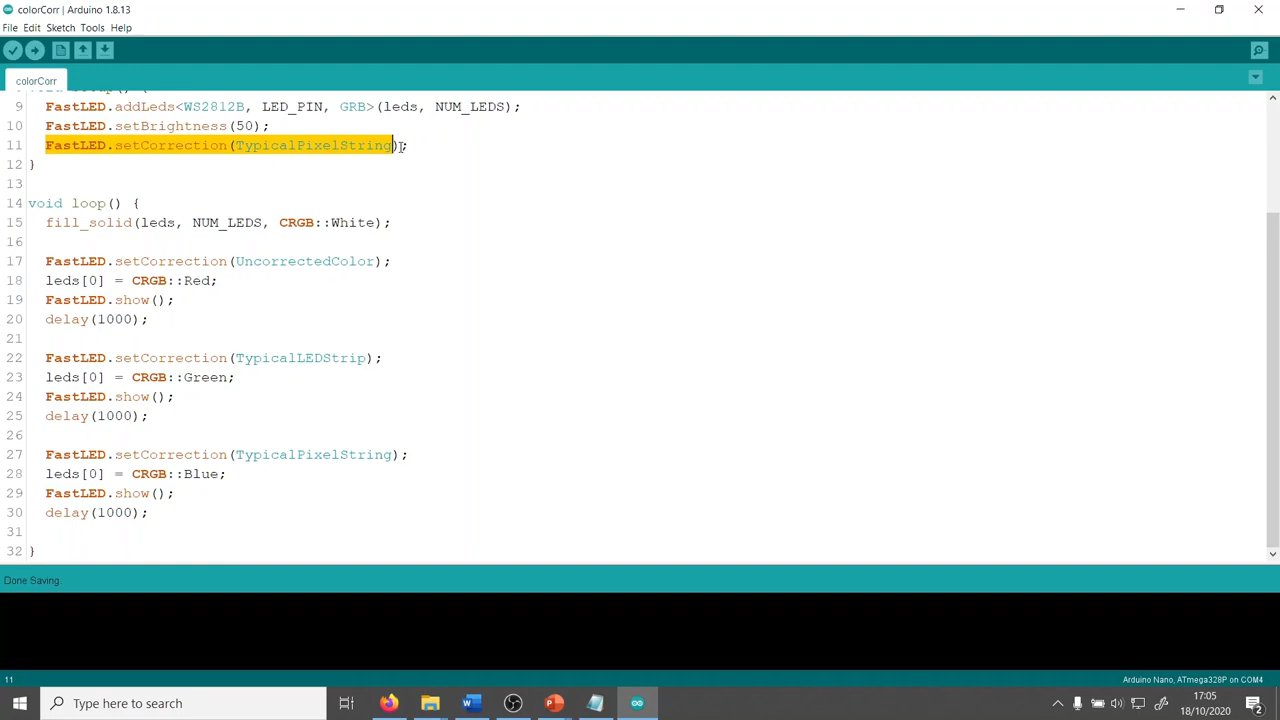 colorCorr | Arduino 1.8.13
File Edit Sketch Tools Help
colorCorr
9 FastLED.addLeds<WS2812B, LED_PIN, GRB>(leds, NUM_LEDS);
10 FastLED.setBrightness(50);
11 FastLED.setCorrection(TypicalPixelString);
12 }
13
14 void loop() {
15 fill_solid(leds, NUM_LEDS, CRGB::White);
16
17 FastLED.setCorrection(UncorrectedColor);
18 leds[0] = CRGB::Red;
19 FastLED.show();
20 delay(1000);
21
22 FastLED.setCorrection(TypicalLEDStrip);
23 leds[0] = CRGB::Green;
24 FastLED.show();
25 delay(1000);
26
27 FastLED.setCorrection(TypicalPixelString);
28 leds[0] = CRGB::Blue;
29 FastLED.show();
30 delay(1000);
31
32 }
Done Saving.
11 Arduino Nano, ATmega328P on COM4
Type here to search
17:05
18/10/2020
2